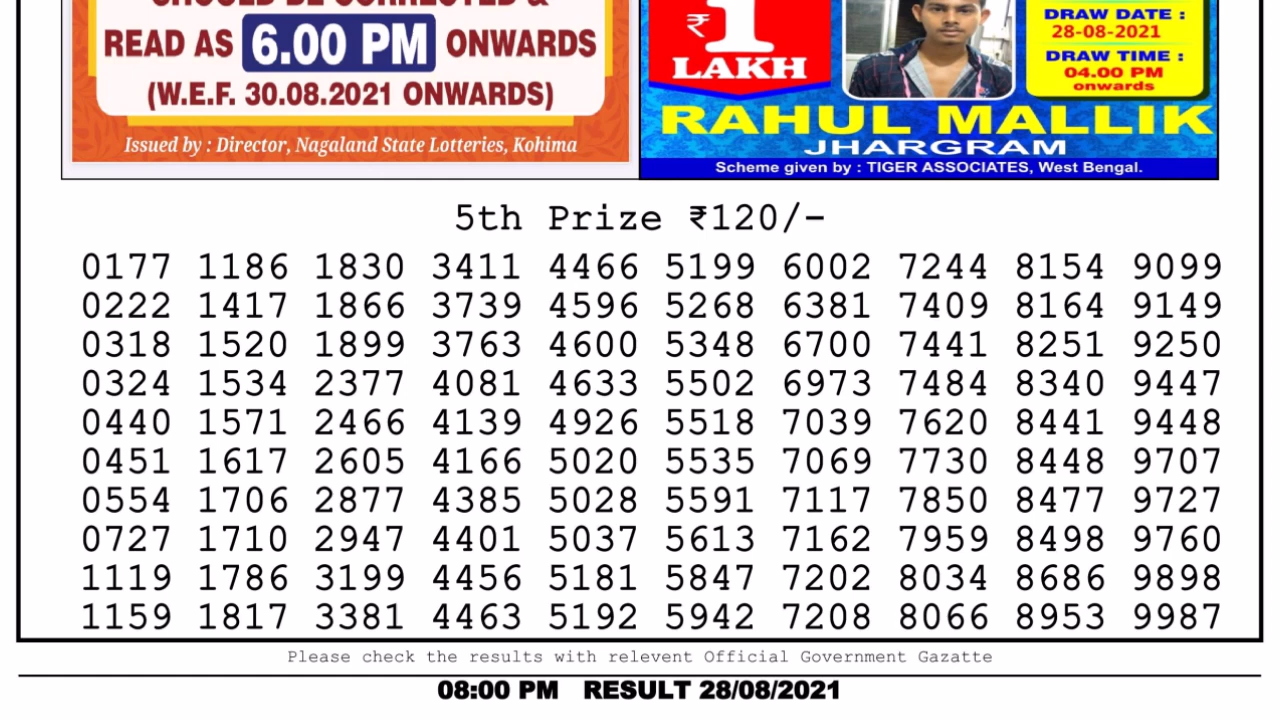 SHOULD BE CORRECTED &
READ AS 6.00 PM ONWARDS
(W.E.F. 30.08.2021 ONWARDS)
Issued by : Director, Nagaland State Lotteries, Kohima
₹1
LAKH
DRAW DATE :
28-08-2021
DRAW TIME :
04.00 PM
onwards
RAHUL MALLIK
JHARGRAM
Scheme given by : TIGER ASSOCIATES, West Bengal.
5th Prize ₹120/-
0177 1186 1830 3411 4466 5199 6002 7244 8154 9099
0222 1417 1866 3739 4596 5268 6381 7409 8164 9149
0318 1520 1899 3763 4600 5348 6700 7441 8251 9250
0324 1534 2377 4081 4633 5502 6973 7484 8340 9447
0440 1571 2466 4139 4926 5518 7039 7620 8441 9448
0451 1617 2605 4166 5020 5535 7069 7730 8448 9707
0554 1706 2877 4385 5028 5591 7117 7850 8477 9727
0727 1710 2947 4401 5037 5613 7162 7959 8498 9760
1119 1786 3199 4456 5181 5847 7202 8034 8686 9898
1159 1817 3381 4463 5192 5942 7208 8066 8953 9987
Please check the results with relevent Official Government Gazatte
08:00 PM RESULT 28/08/2021